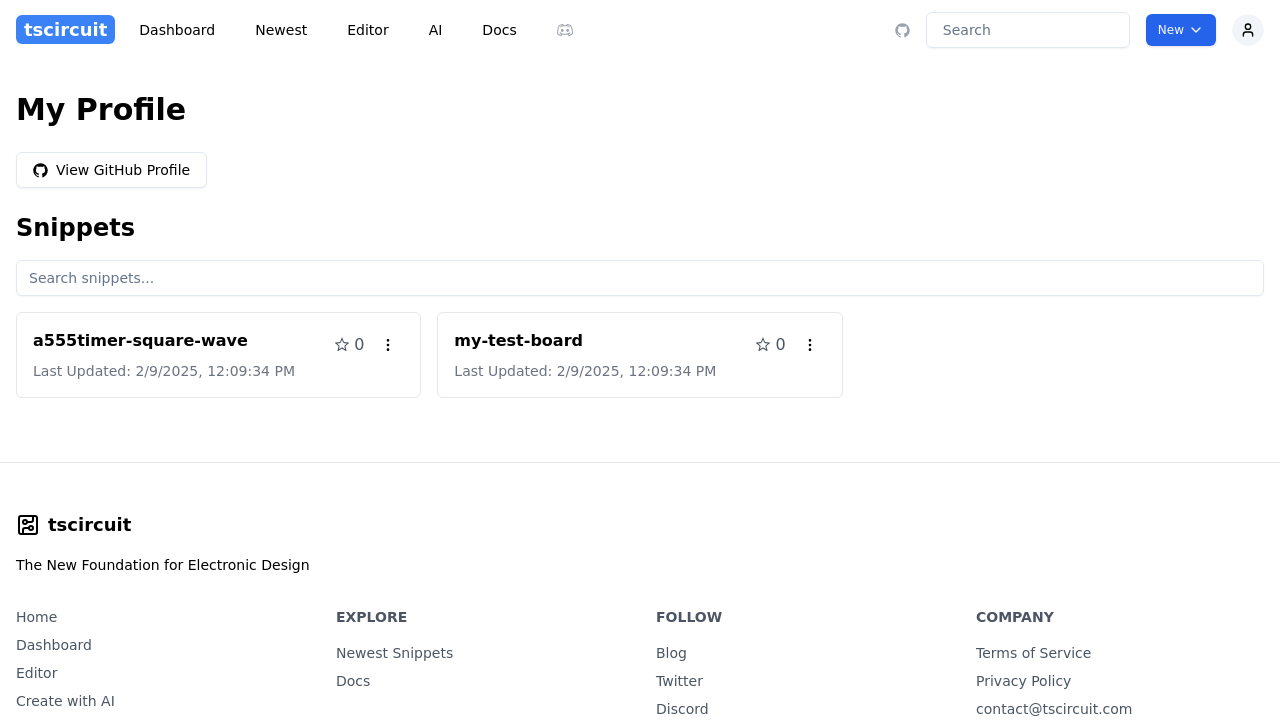 tscircuit Dashboard Newest Editor AI Docs Search New
My Profile
View GitHub Profile
Snippets
Search snippets...
a555timer-square-wave 0
Last Updated: 2/9/2025, 12:09:34 PM
my-test-board 0
Last Updated: 2/9/2025, 12:09:34 PM
tscircuit
The New Foundation for Electronic Design
Home
Dashboard
Editor
Create with AI
EXPLORE
Newest Snippets
Docs
FOLLOW
Blog
Twitter
Discord
COMPANY
Terms of Service
Privacy Policy
contact@tscircuit.com